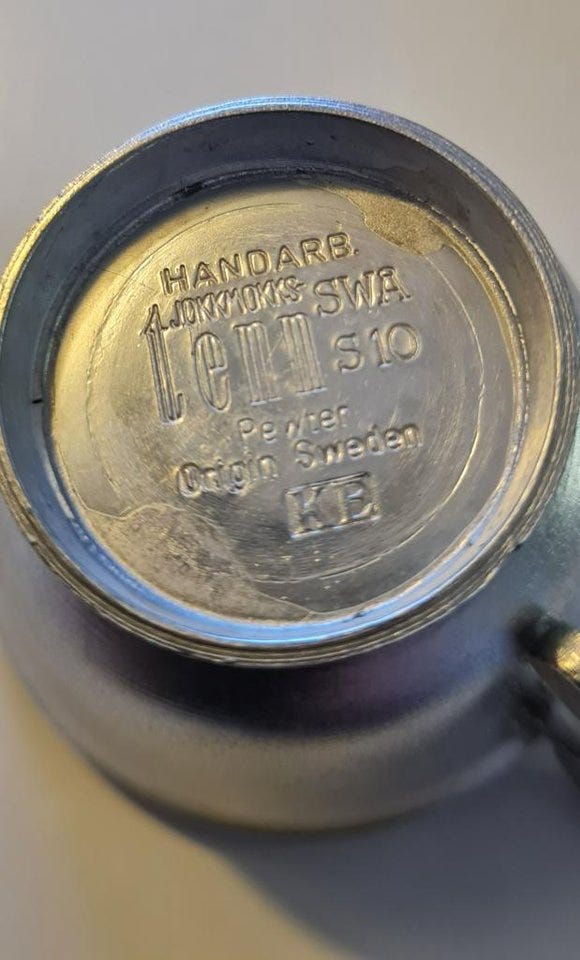 HANDARB.
JOKKMOKKS SWA
tenn S10
Pewter
Origin Sweden
KE